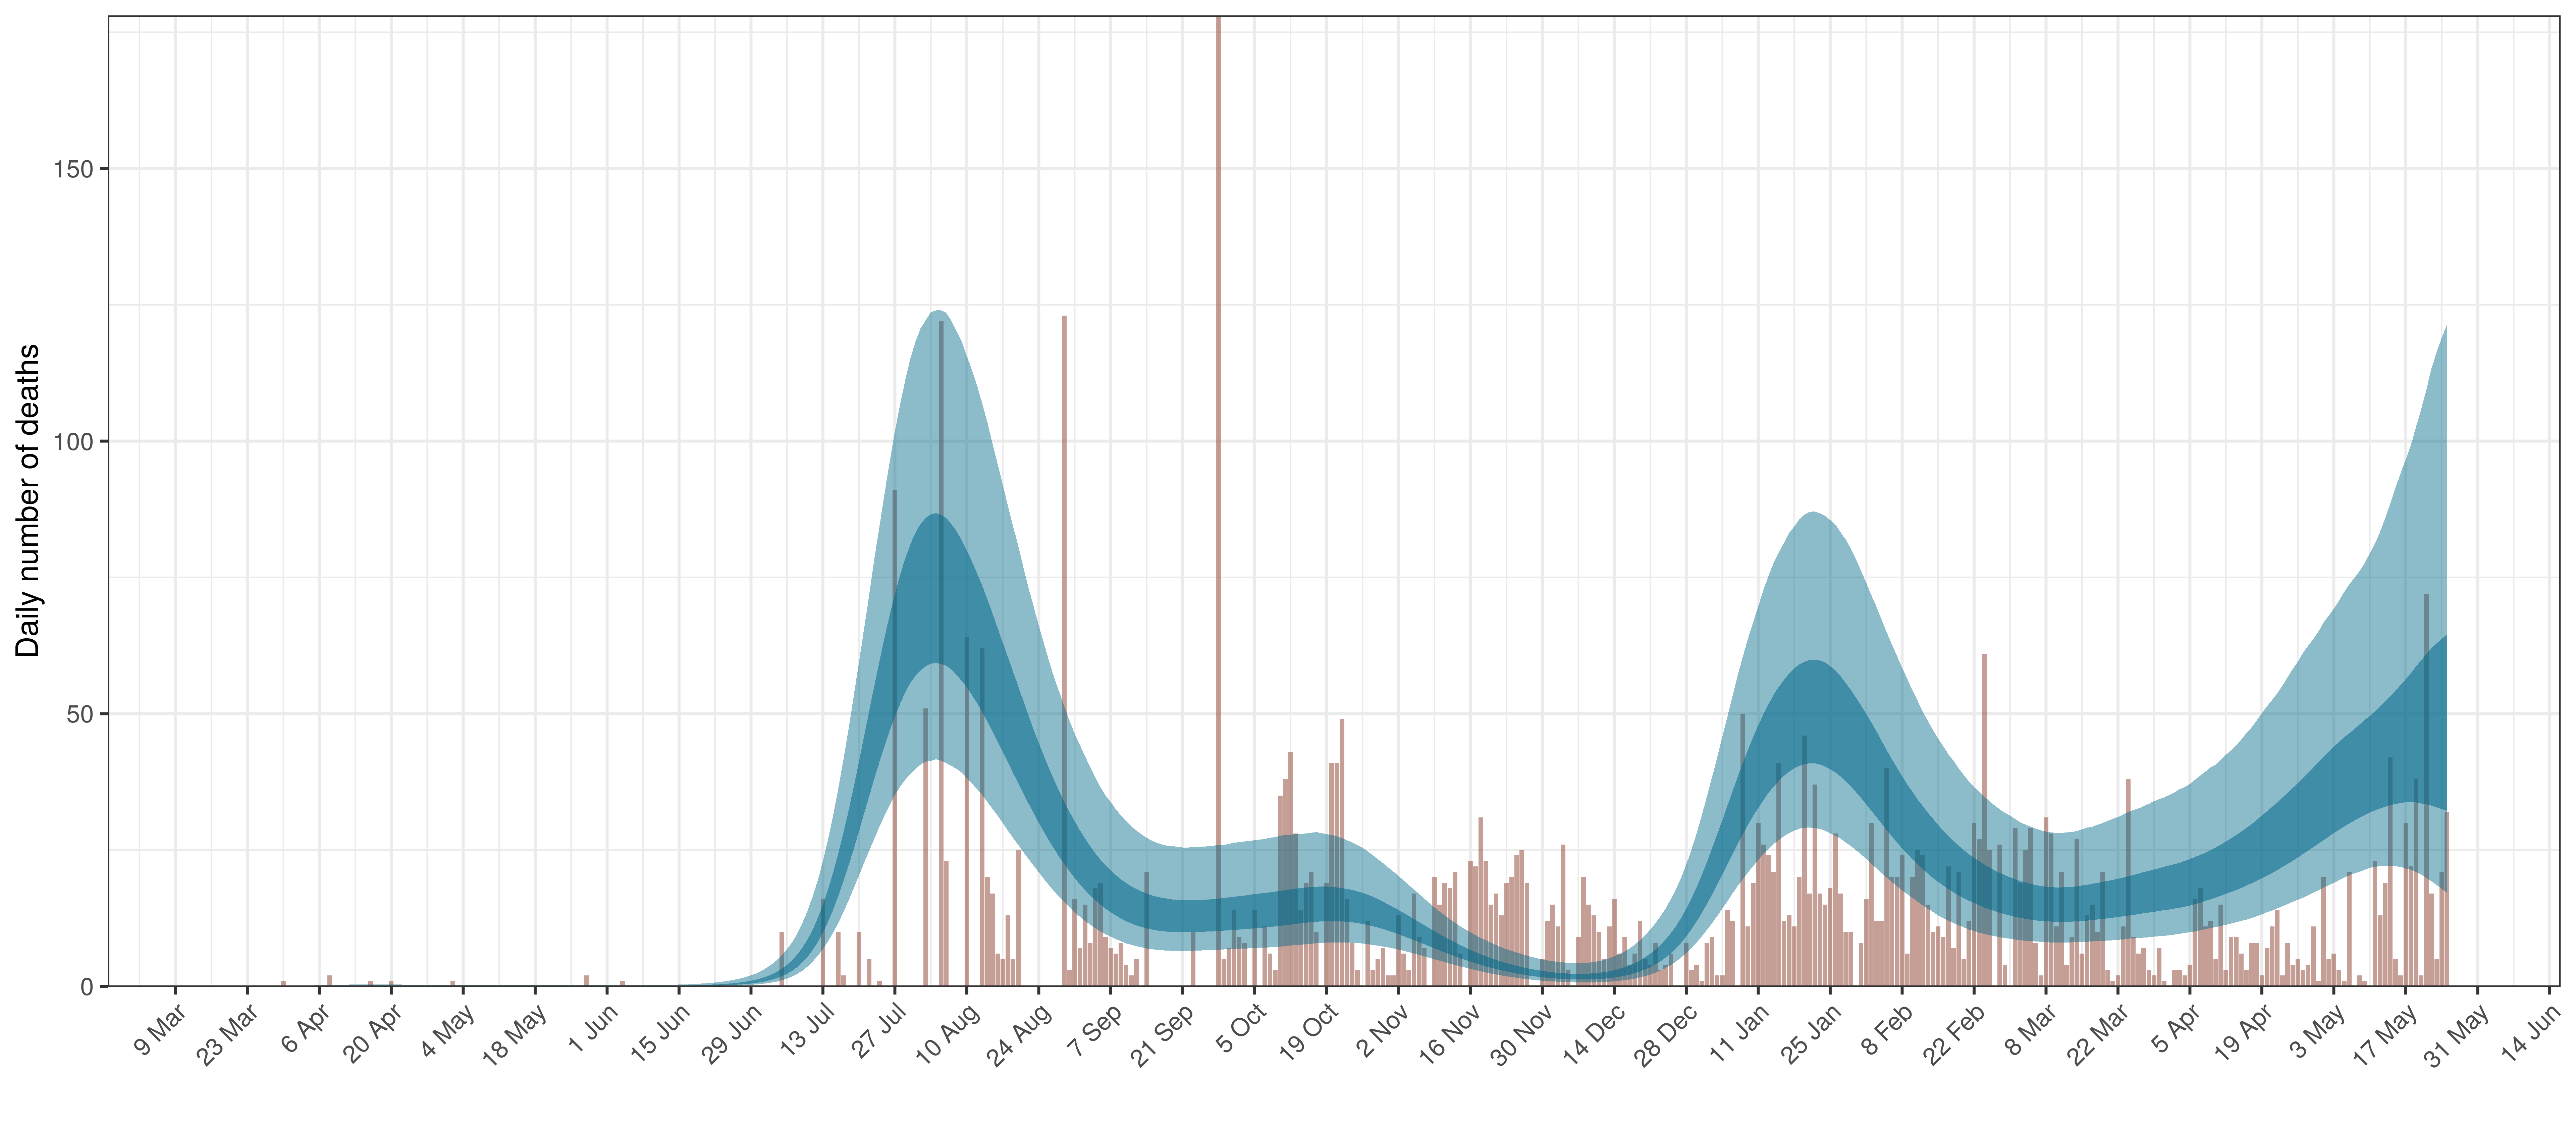 Daily number of deaths
150
100
50
0
9 Mar
23 Mar
6 Apr
20 Apr
4 May
18 May
1 Jun
15 Jun
29 Jun
13 Jul
27 Jul
10 Aug
24 Aug
7 Sep
21 Sep
5 Oct
19 Oct
2 Nov
16 Nov
30 Nov
14 Dec
28 Dec
11 Jan
25 Jan
8 Feb
22 Feb
8 Mar
22 Mar
5 Apr
19 Apr
3 May
17 May
31 May
14 Jun